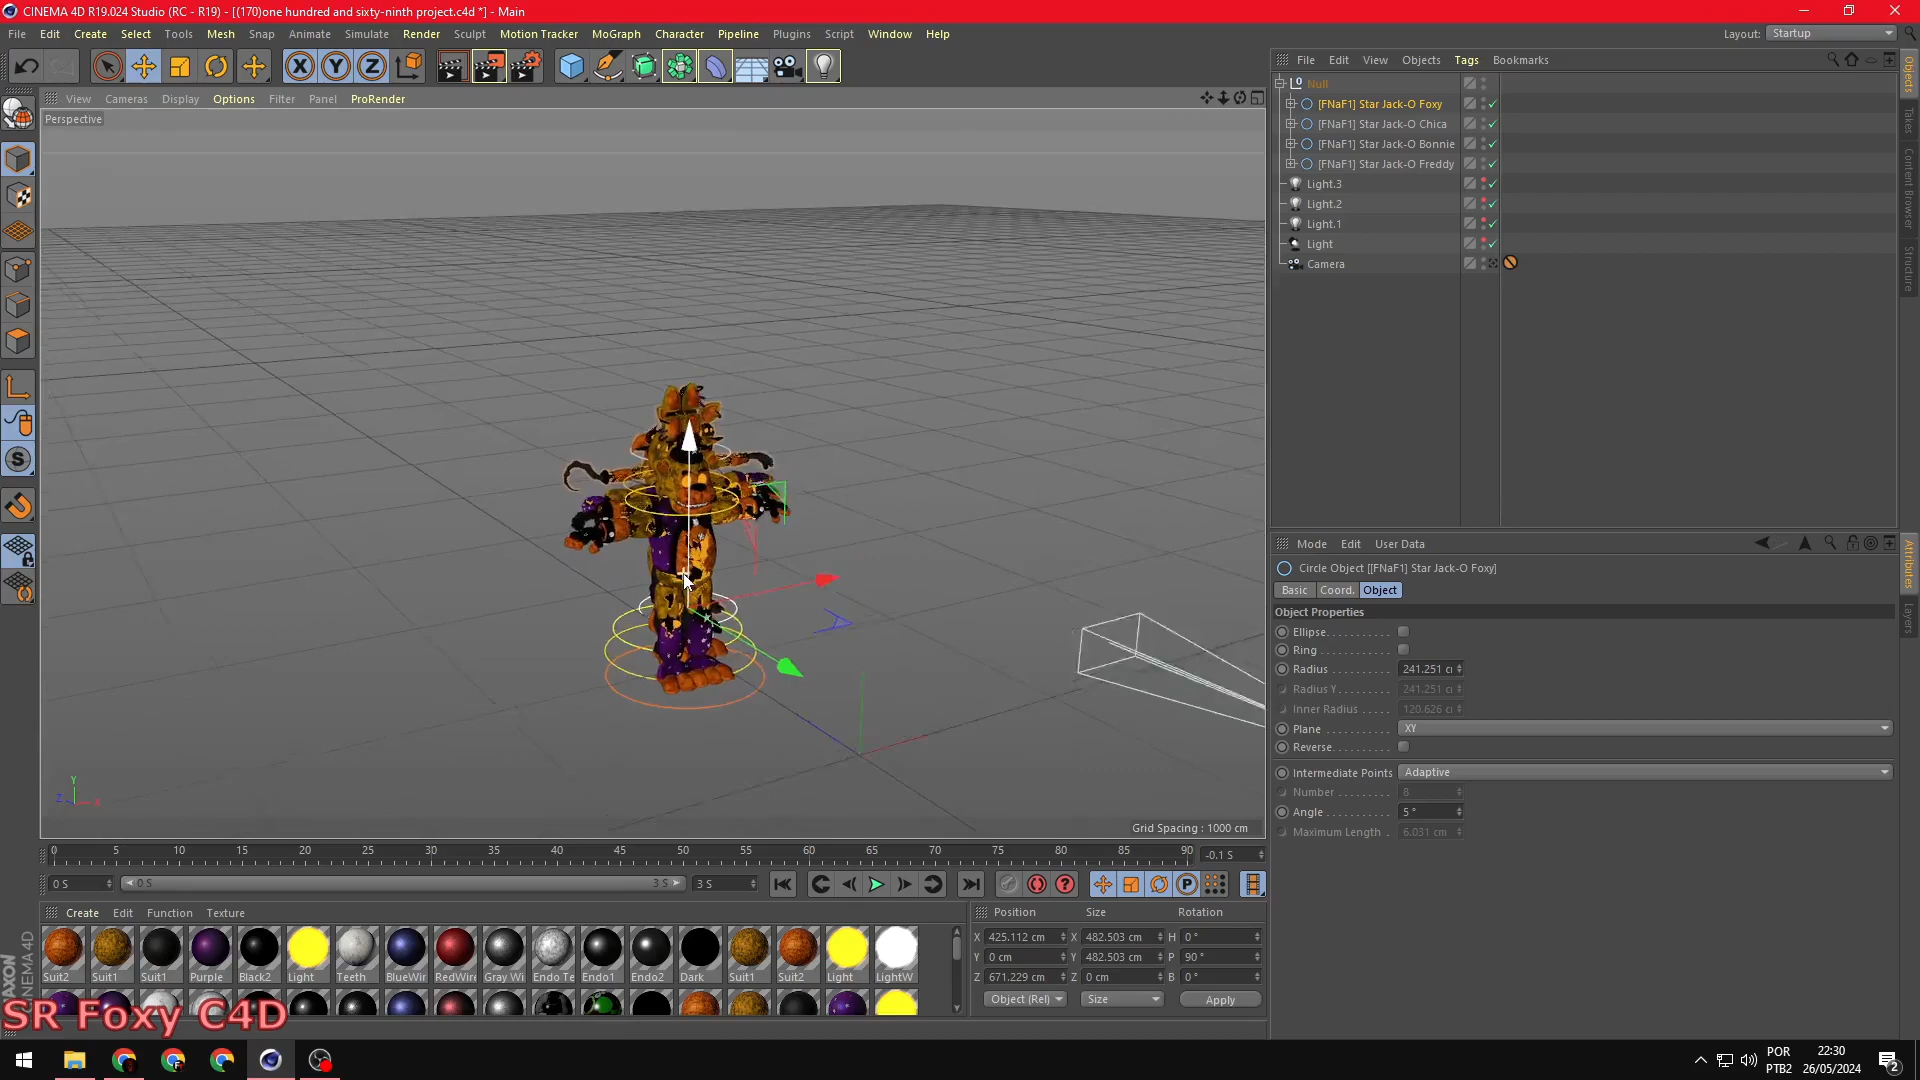 CINEMA 4D R19.024 Studio (RC - R19) - [(170)one hundred and sixty-ninth project.c4d *] - Main
File Edit Create Select Tools Mesh Snap Animate Simulate Render Sculpt Motion Tracker MoGraph Character Pipeline Plugins Script Window Help
Layout: Startup
View Cameras Display Options Filter Panel ProRender
Perspective
Grid Spacing : 1000 cm
Y
Z X
File Edit View Objects Tags Bookmarks
Null
[FNaF1] Star Jack-O Foxy
[FNaF1] Star Jack-O Chica
[FNaF1] Star Jack-O Bonnie
[FNaF1] Star Jack-O Freddy
Light.3
Light.2
Light.1
Light
Camera
Objects
Takes
Content Browser
Structure
Mode Edit User Data
Circle Object [[FNaF1] Star Jack-O Foxy]
Basic Coord. Object
Object Properties
Ellipse
Ring
Radius 241.251 c
Radius Y 241.251 c
Inner Radius 120.626 c
Plane XY
Reverse
Intermediate Points Adaptive
Number 8
Angle 5 °
Maximum Length 6.031 cm
Attributes
Layers
0 5 10 15 20 25 30 35 40 45 50 55 60 65 70 75 80 85 90 -0.1 S
0 S 0 S 3 S 3 S
Create Edit Function Texture
Suit2 Suit1 Suit1 Purple Black2 Light Teeth BlueWir RedWire Gray Wi Endo Te Endo1 Endo2 Dark Suit1 Suit2 Light LightW
Position Size Rotation
X 425.112 cm X 482.503 cm H 0 °
Y 0 cm Y 482.503 cm P 90 °
Z 671.229 cm Z 0 cm B 0 °
Object (Rel) Size Apply
MAXON
CINEMA 4D
SR Foxy C4D
POR
PTB2
22:30
26/05/2024
2